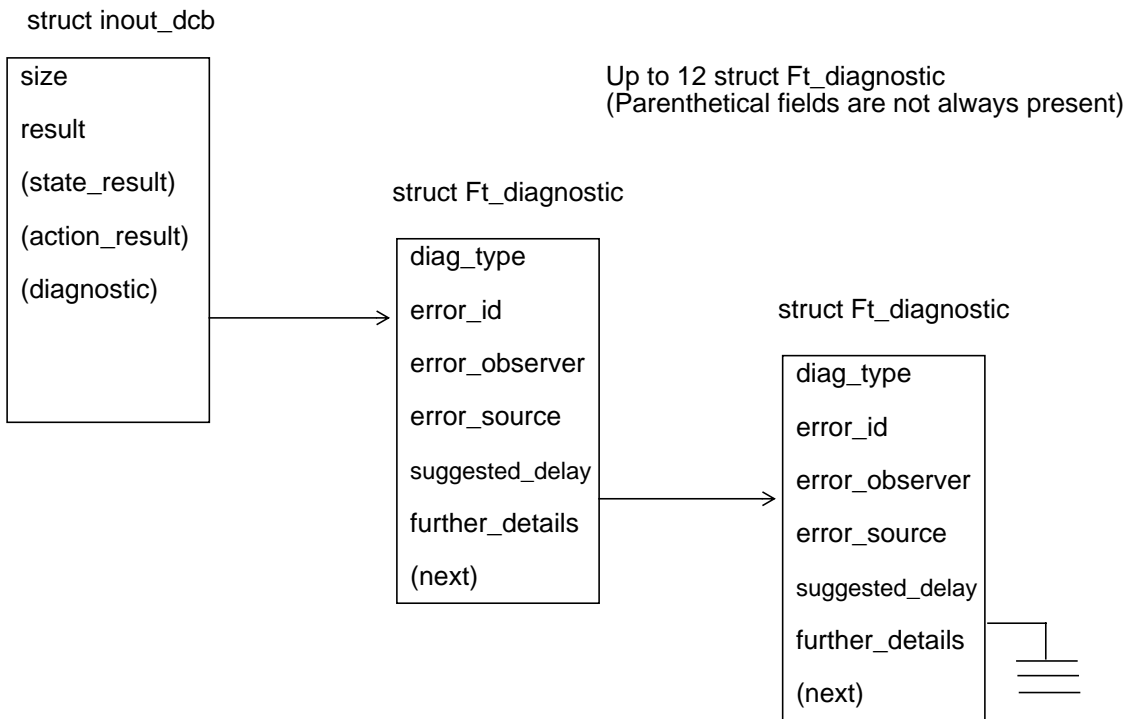 struct inout_dcb
size
result
(state_result)
(action_result)
(diagnostic)
Up to 12 struct Ft_diagnostic
(Parenthetical fields are not always present)
struct Ft_diagnostic
diag_type
error_id
error_observer
error_source
suggested_delay
further_details
(next)
struct Ft_diagnostic
diag_type
error_id
error_observer
error_source
suggested_delay
further_details
(next)